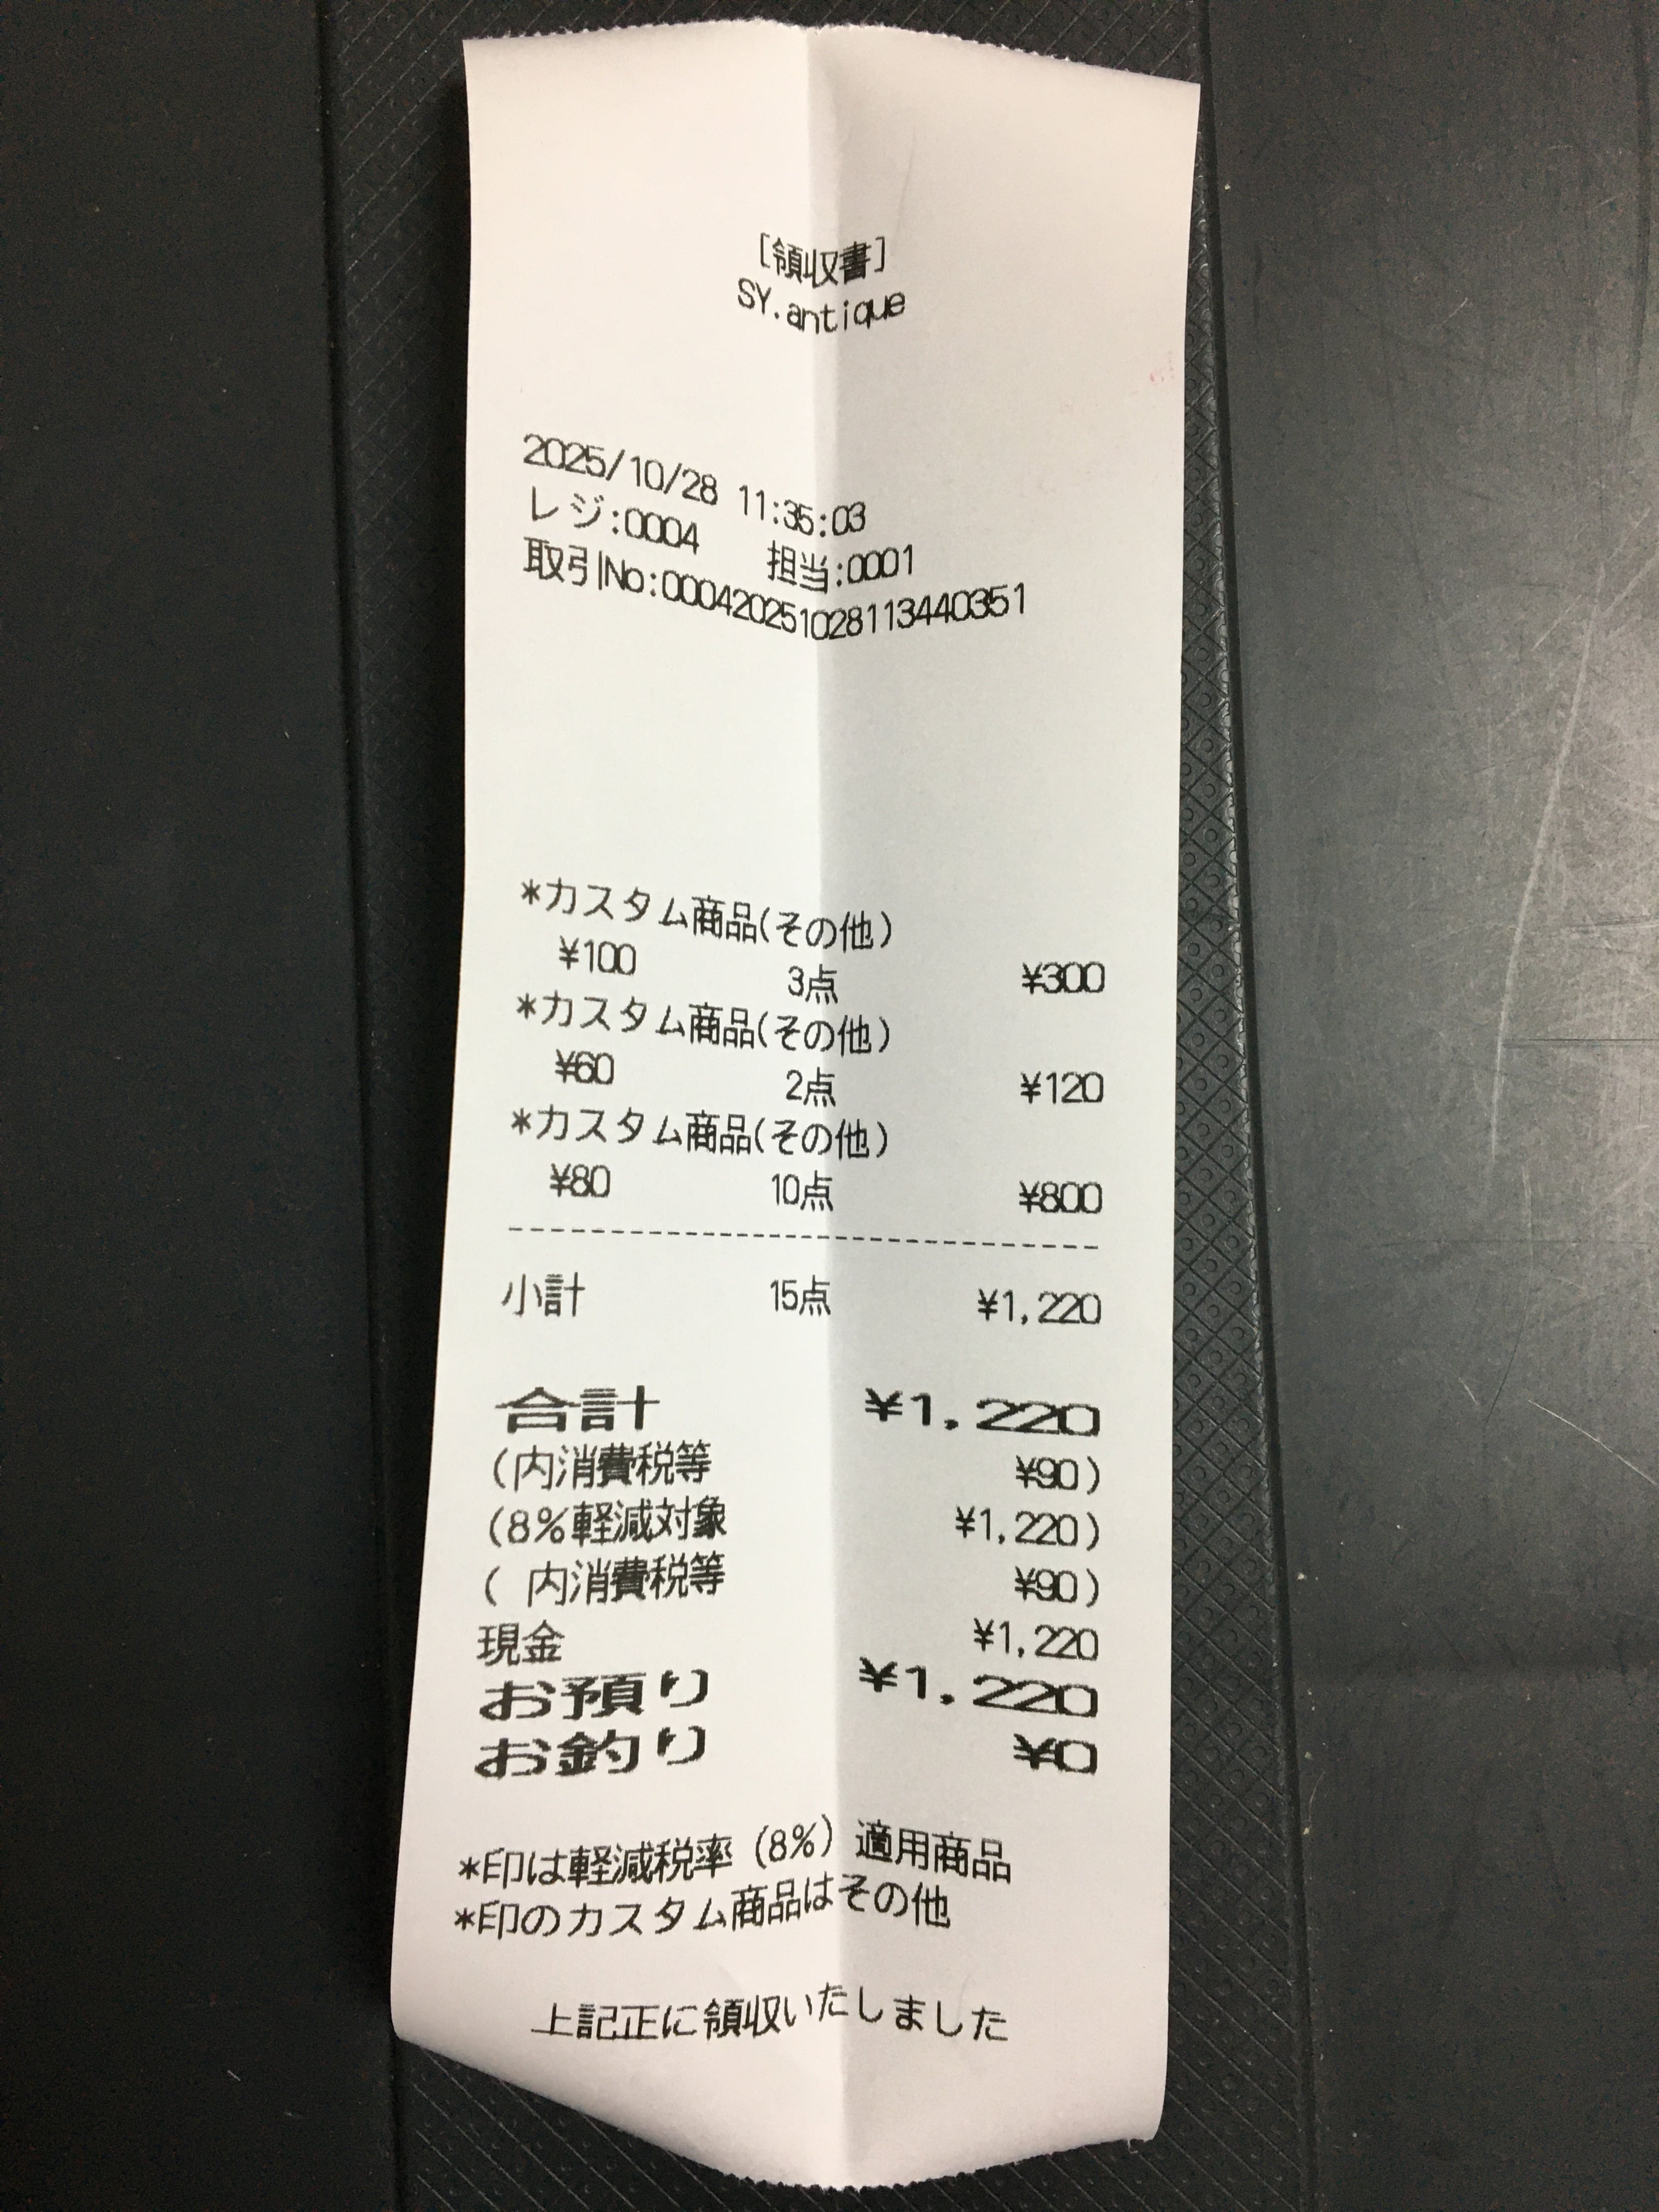 [領収書]
SY.antique
2025/10/28 11:35:03
レジ:0004 担当:0001
取引No:00042025102811344​0351
*カスタム商品(その他)
¥100 3点 ¥300
*カスタム商品(その他)
¥60 2点 ¥120
*カスタム商品(その他)
¥80 10点 ¥800
小計 15点 ¥1,220
合計 ¥1,220
(内消費税等 ¥90)
(8%軽減対象 ¥1,220)
( 内消費税等 ¥90)
現金 ¥1,220
お預り ¥1,220
お釣り ¥0
*印は軽減税率(8%)適用商品
*印のカスタム商品はその他
上記正に領収いたしました